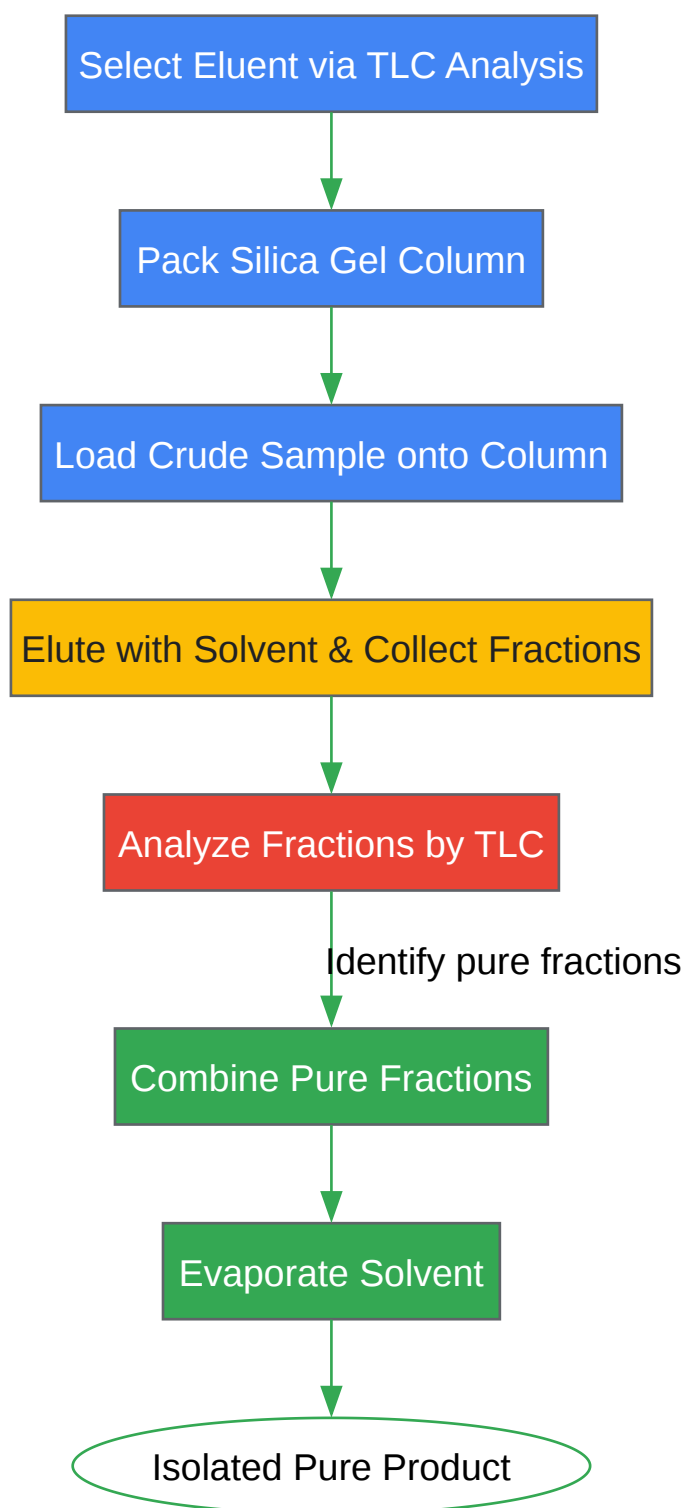 Select Eluent via TLC Analysis
Pack Silica Gel Column
Load Crude Sample onto Column
Elute with Solvent & Collect Fractions
Analyze Fractions by TLC
Identify pure fractions
Combine Pure Fractions
Evaporate Solvent
Isolated Pure Product